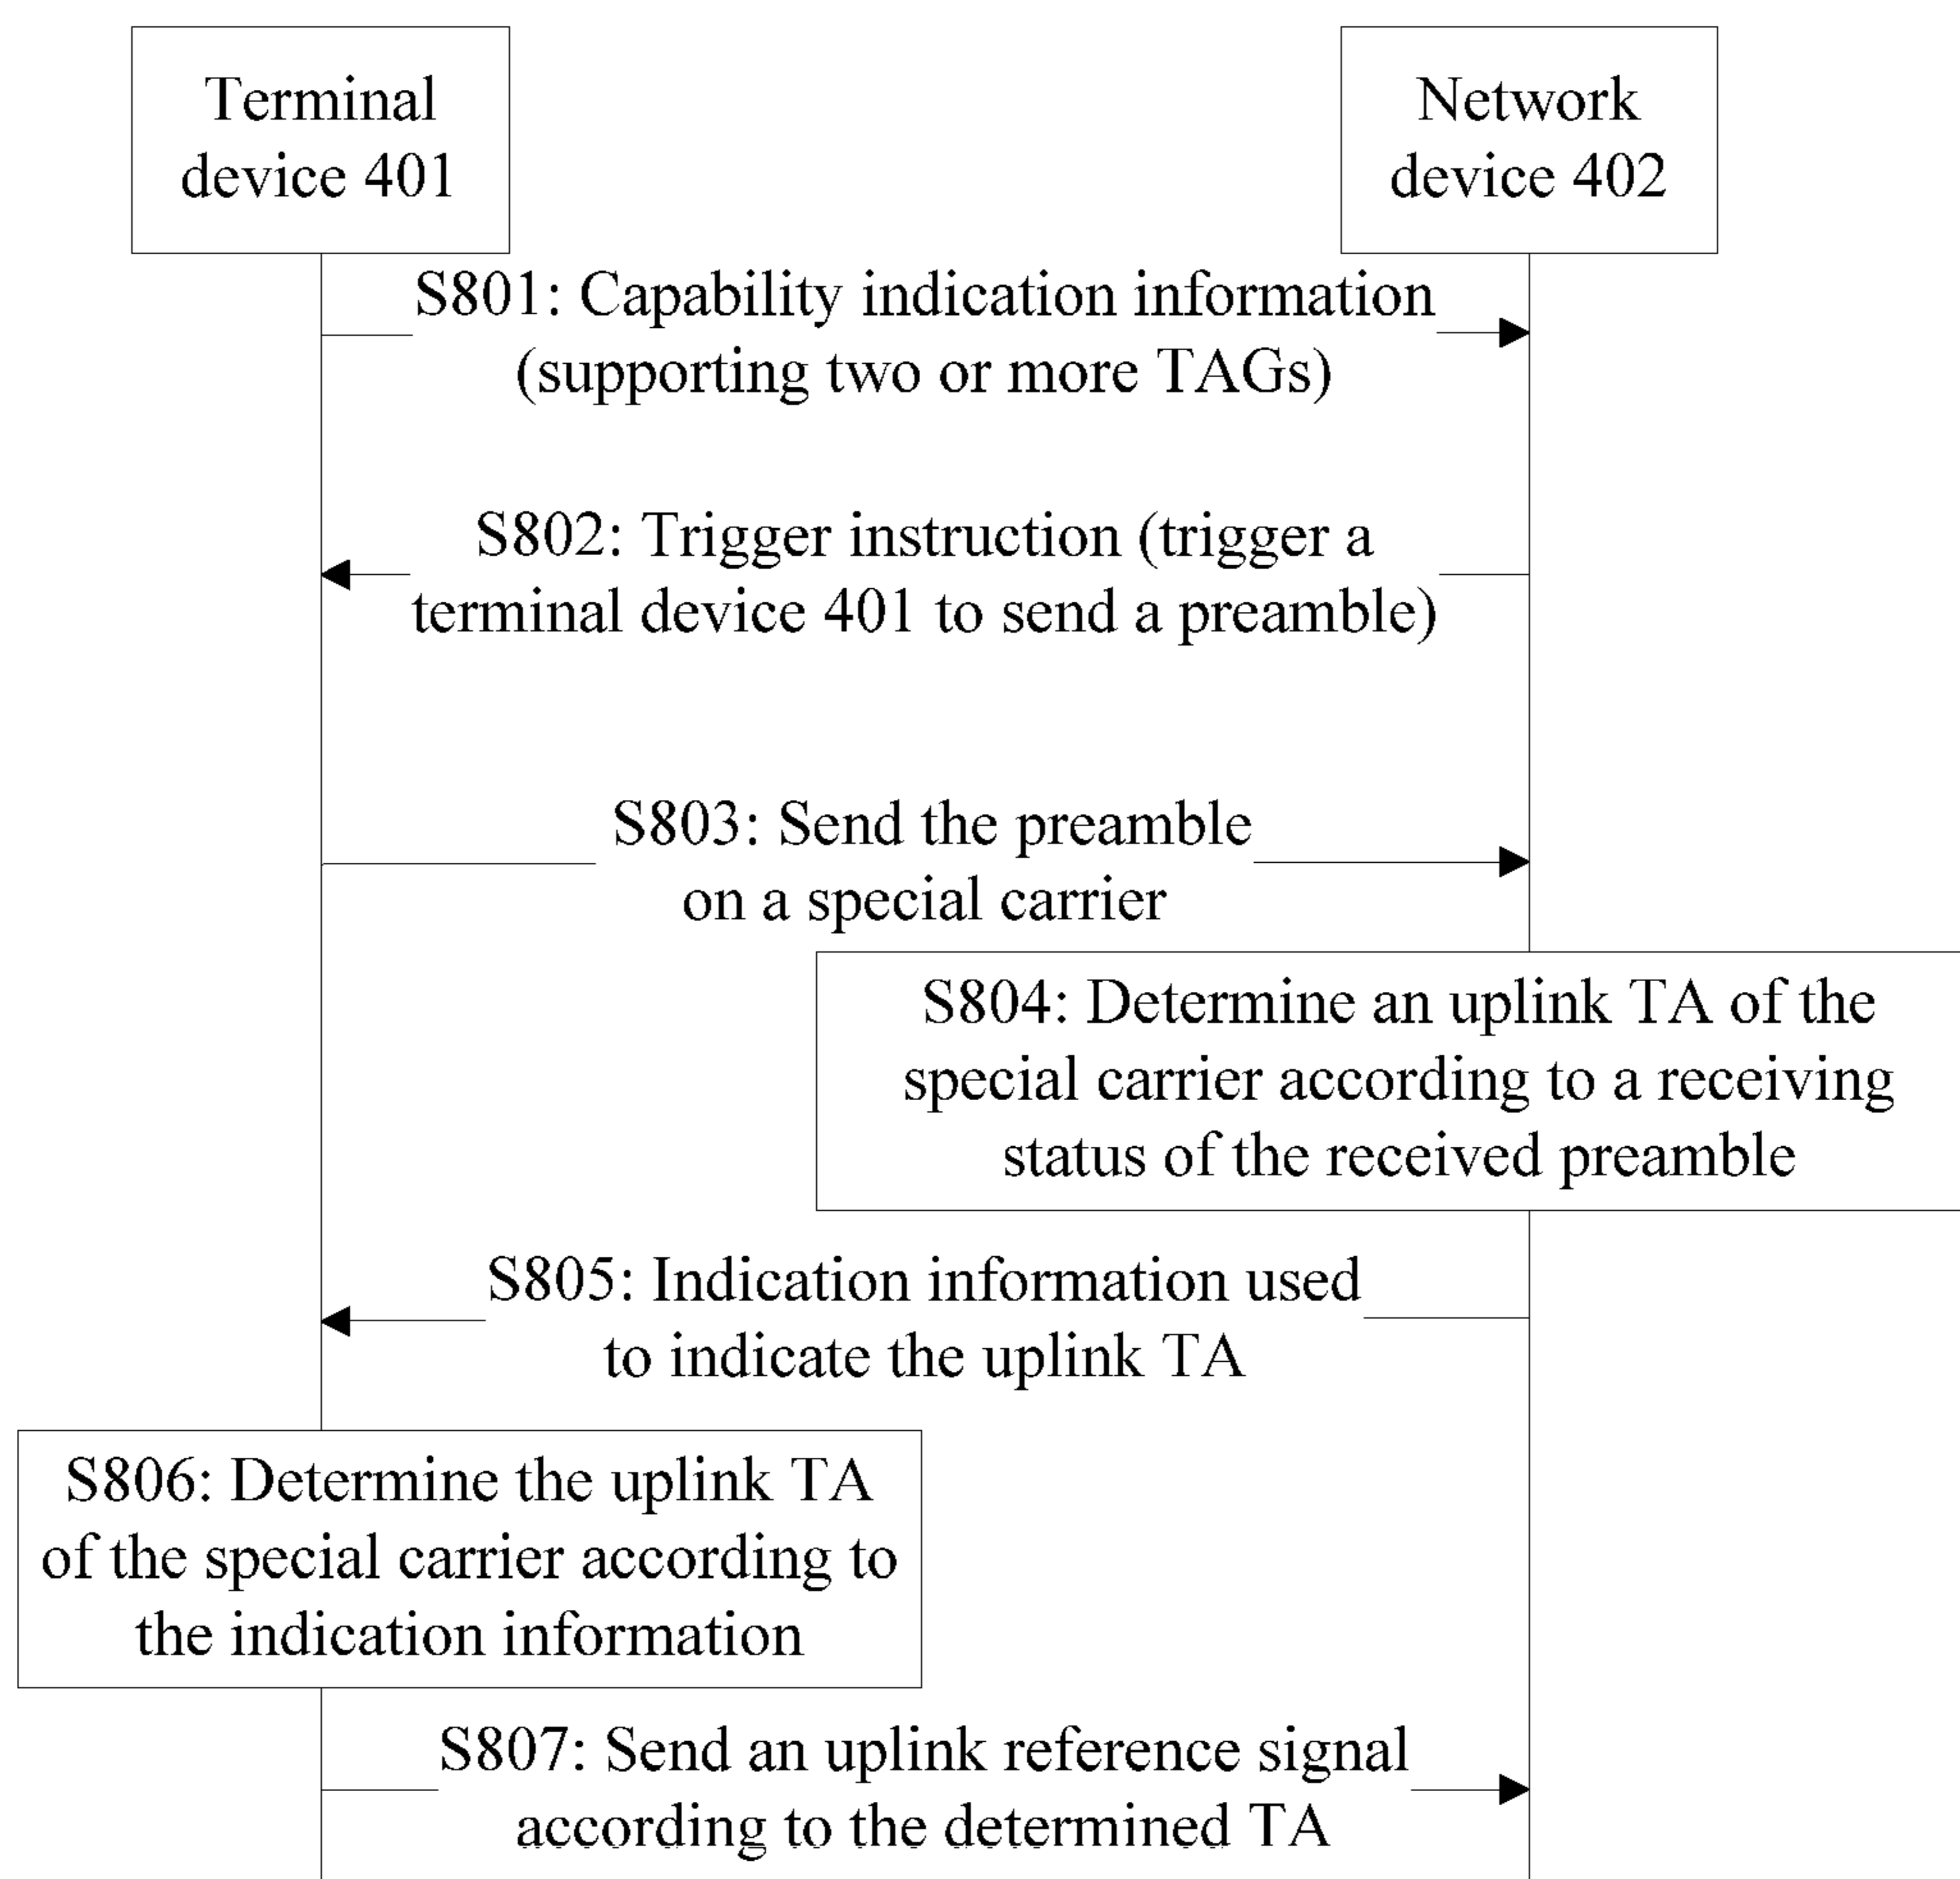 Terminal
device 401
Network
device 402
S801: Capability indication information
(supporting two or more TAGs)
S802: Trigger instruction (trigger a
terminal device 401 to send a preamble)
S803: Send the preamble
on a special carrier
S804: Determine an uplink TA of the
special carrier according to a receiving
status of the received preamble
S805: Indication information used
to indicate the uplink TA
S806: Determine the uplink TA
of the special carrier according to
the indication information
S807: Send an uplink reference signal
according to the determined TA